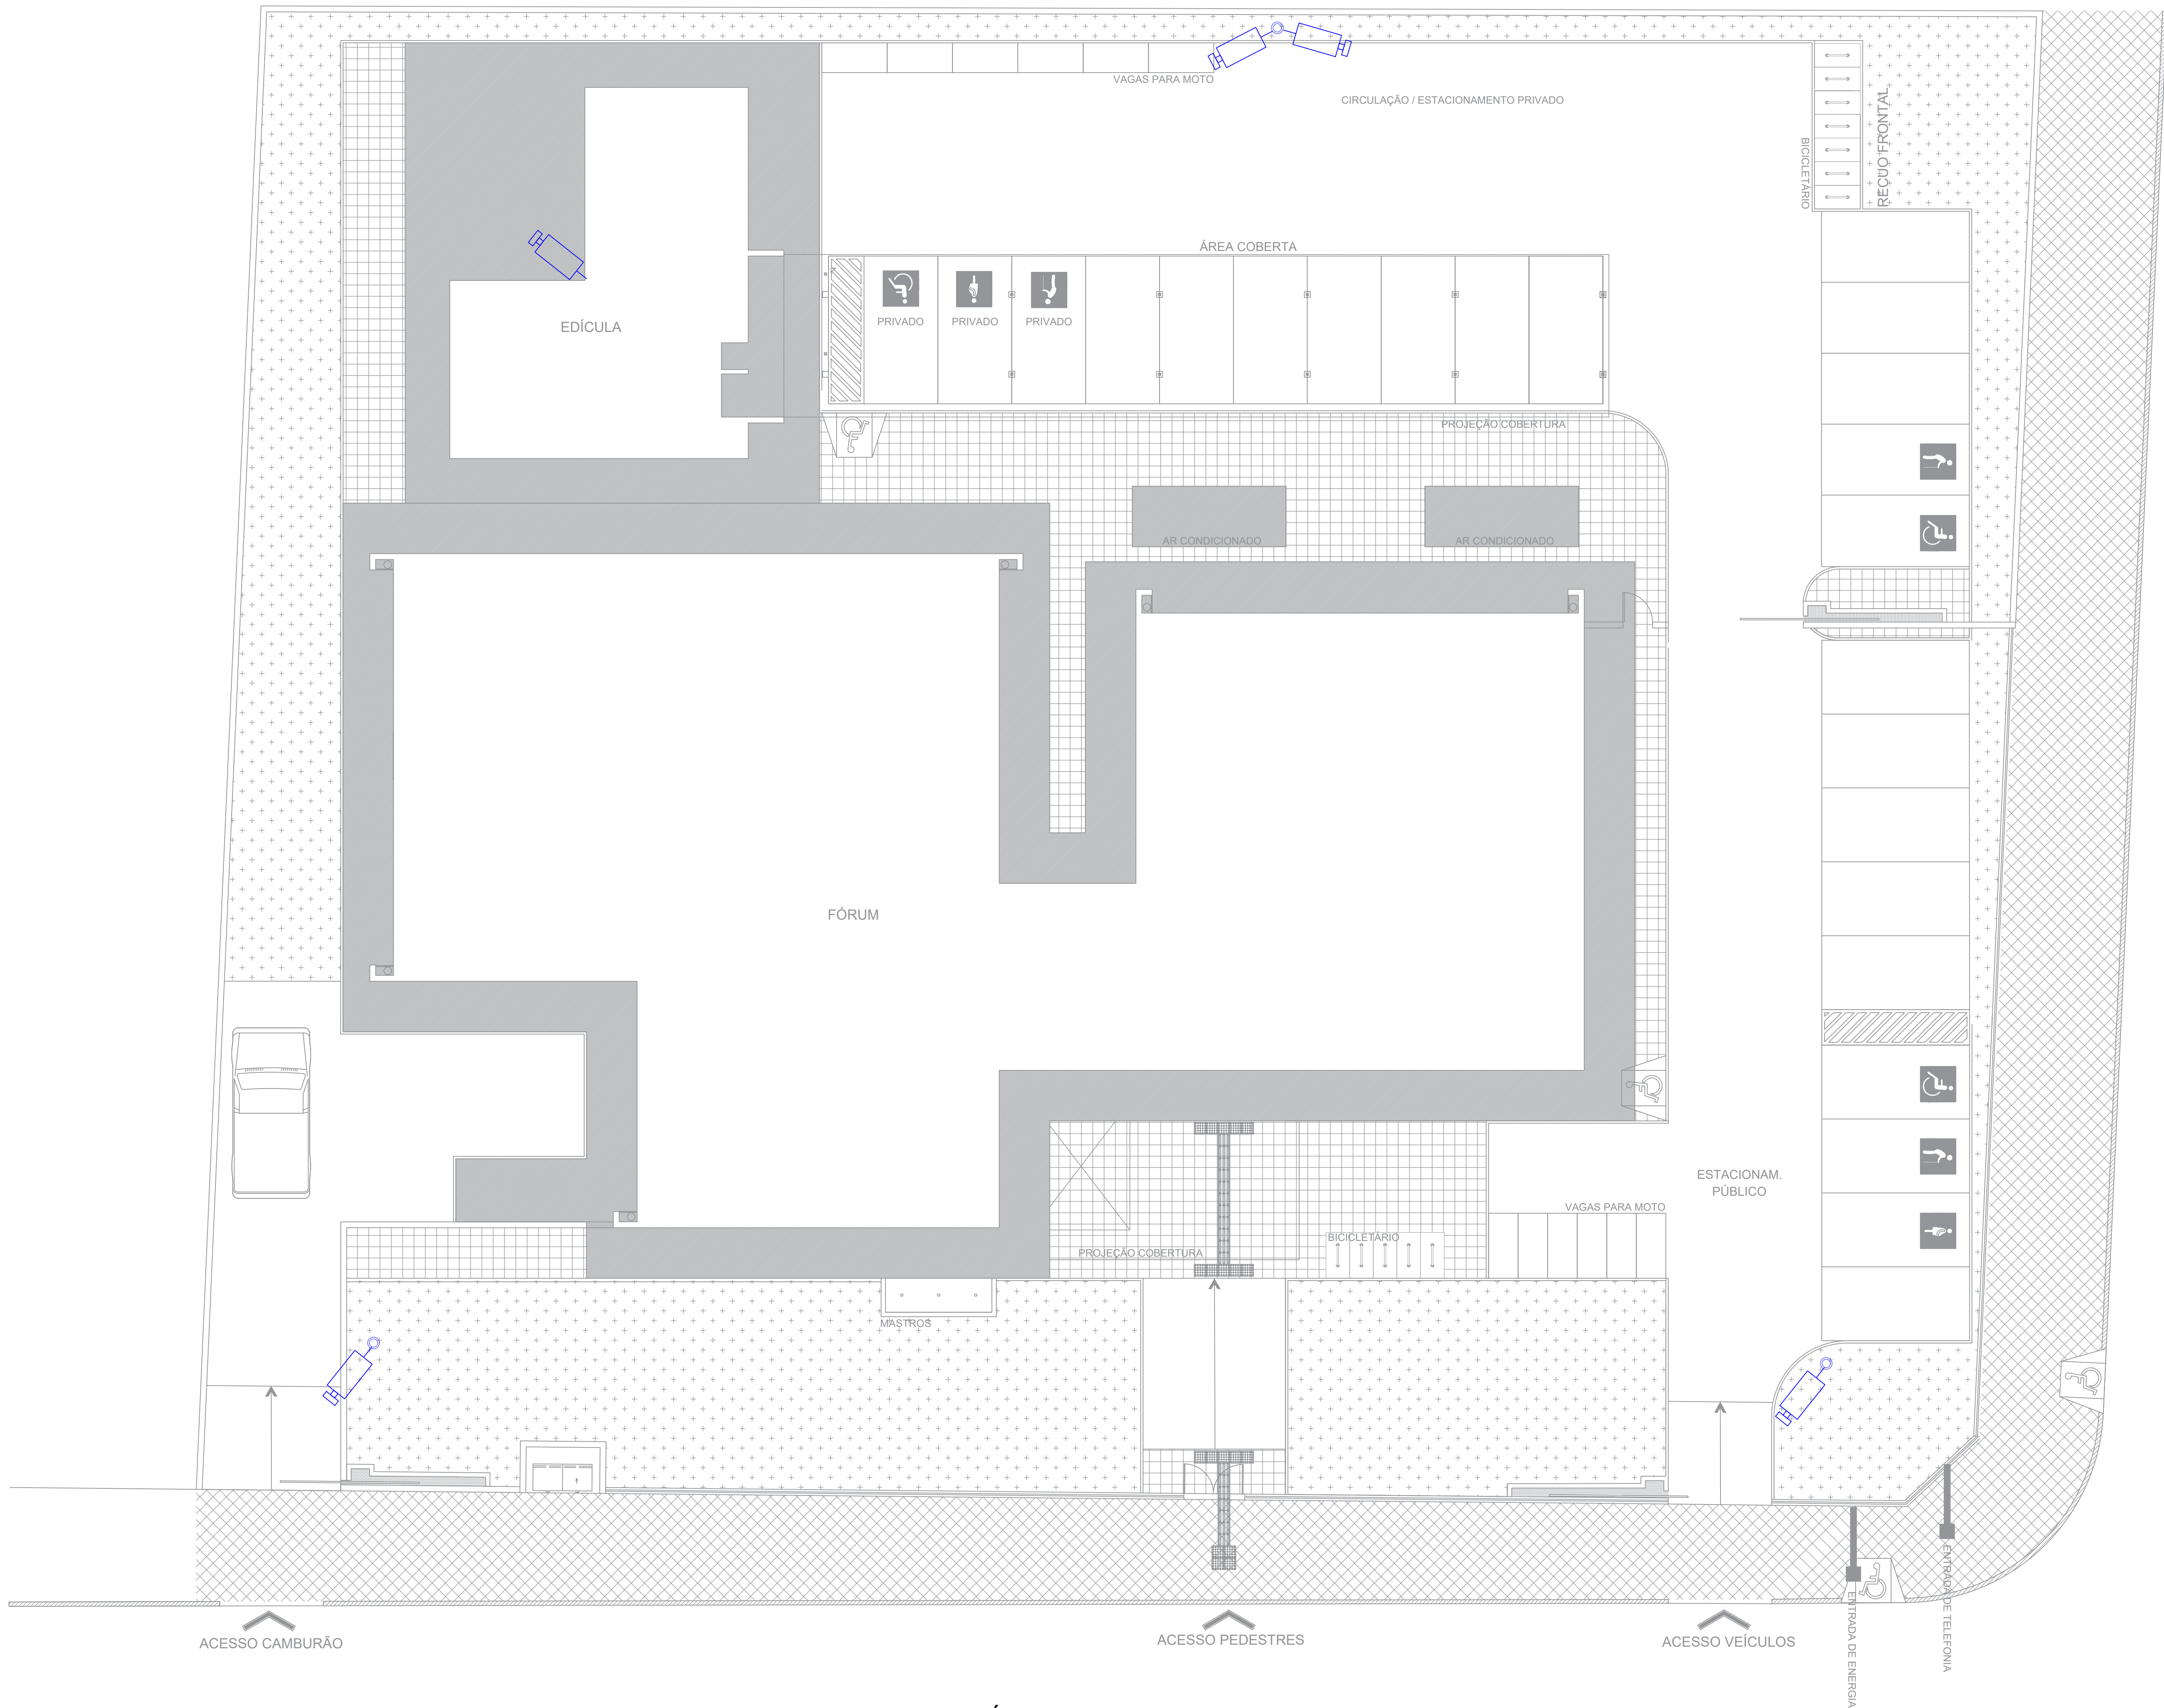 VAGAS PARA MOTO
CIRCULAÇÃO / ESTACIONAMENTO PRIVADO
BICICLETÁRIO
RECUO FRONTAL
ÁREA COBERTA
PRIVADO
PRIVADO
PRIVADO
EDÍCULA
PROJEÇÃO COBERTURA
AR CONDICIONADO
AR CONDICIONADO
FÓRUM
ESTACIONAM.
PÚBLICO
VAGAS PARA MOTO
BICICLETÁRIO
PROJEÇÃO COBERTURA
MASTROS
ENTRADA DE TELEFONIA
ENTRADA DE ENERGIA
ACESSO CAMBURÃO
ACESSO PEDESTRES
ACESSO VEÍCULOS